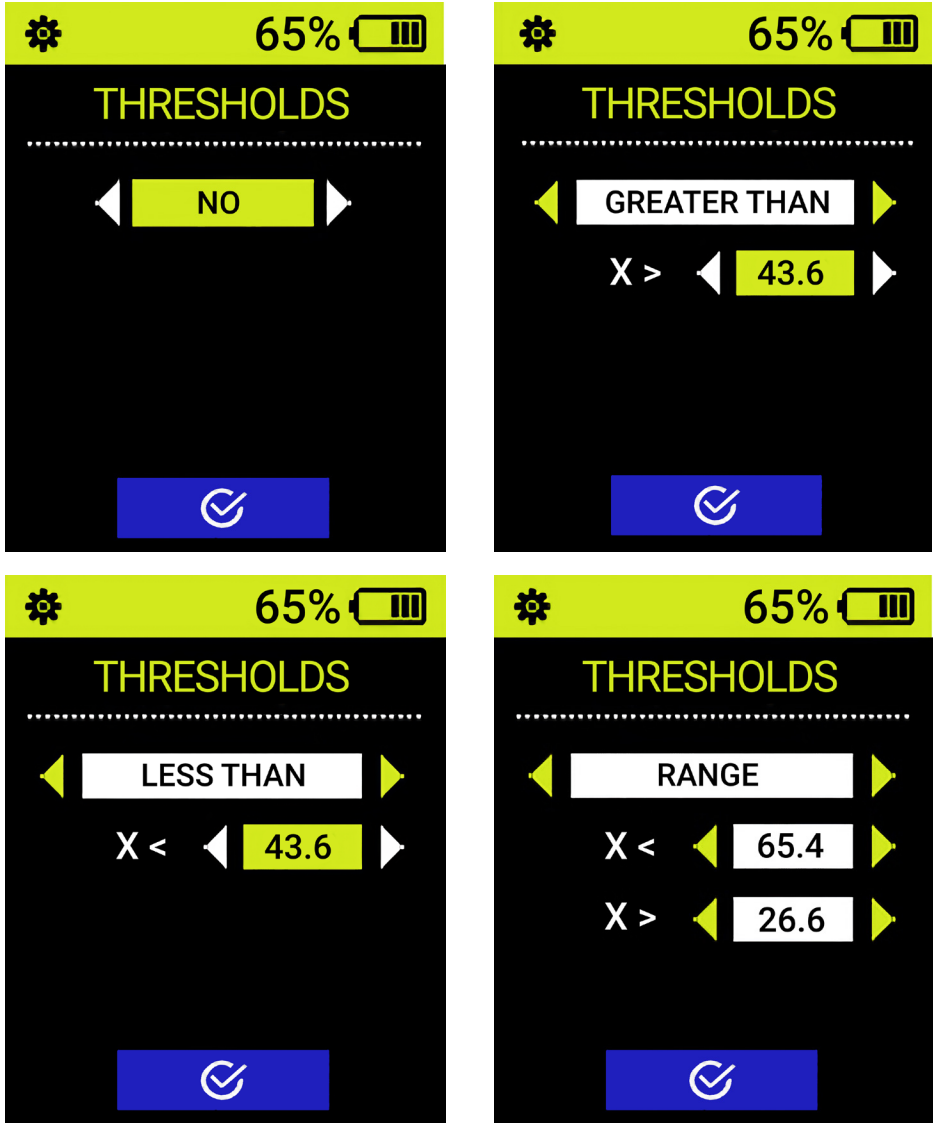 65%
THRESHOLDS
NO
65%
THRESHOLDS
GREATER THAN
X > 43.6
65%
THRESHOLDS
LESS THAN
X < 43.6
65%
THRESHOLDS
RANGE
X < 65.4
X > 26.6